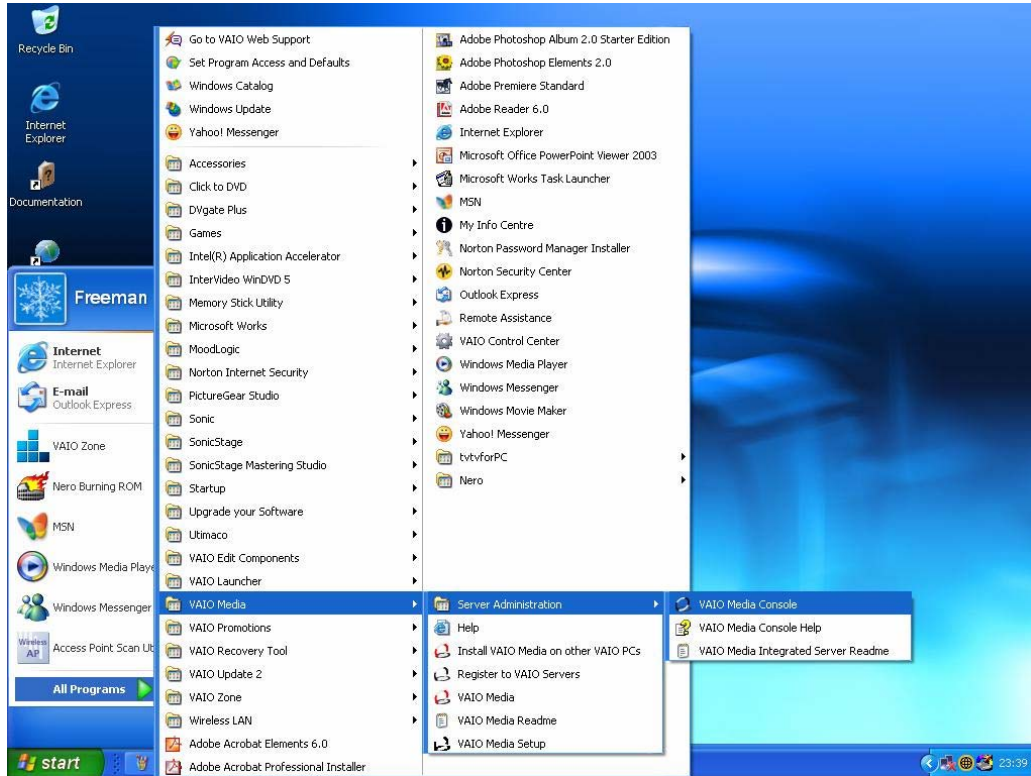 Recycle Bin
Internet
Explorer
Documentation
Freeman
Internet
Internet Explorer
E-mail
Outlook Express
VAIO Zone
Nero Burning ROM
MSN
Windows Media Playe
Windows Messenger
Wireless
AP
Access Point Scan Ut
All Programs
start
Go to VAIO Web Support
Set Program Access and Defaults
Windows Catalog
Windows Update
Yahoo! Messenger
Accessories
Click to DVD
DVgate Plus
Games
Intel(R) Application Accelerator
InterVideo WinDVD 5
Memory Stick Utility
Microsoft Works
MoodLogic
Norton Internet Security
PictureGear Studio
Sonic
SonicStage
SonicStage Mastering Studio
Startup
Upgrade your Software
Utimaco
VAIO Edit Components
VAIO Launcher
VAIO Media
VAIO Promotions
VAIO Recovery Tool
VAIO Update 2
VAIO Zone
Wireless LAN
Adobe Acrobat Elements 6.0
Adobe Acrobat Professional Installer
Adobe Photoshop Album 2.0 Starter Edition
Adobe Photoshop Elements 2.0
Adobe Premiere Standard
Adobe Reader 6.0
Internet Explorer
Microsoft Office PowerPoint Viewer 2003
Microsoft Works Task Launcher
MSN
My Info Centre
Norton Password Manager Installer
Norton Security Center
Outlook Express
Remote Assistance
VAIO Control Center
Windows Media Player
Windows Messenger
Windows Movie Maker
Yahoo! Messenger
tvtvforPC
Nero
Server Administration
Help
Install VAIO Media on other VAIO PCs
Register to VAIO Servers
VAIO Media
VAIO Media Readme
VAIO Media Setup
VAIO Media Console
VAIO Media Console Help
VAIO Media Integrated Server Readme
23:39